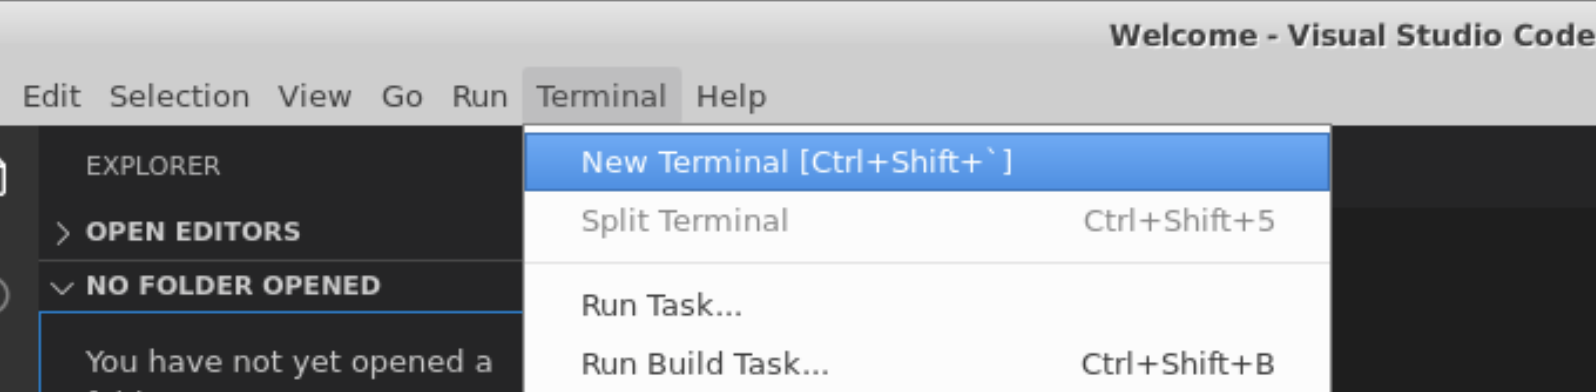 Welcome - Visual Studio Code
Edit Selection View Go Run Terminal Help
EXPLORER
OPEN EDITORS
NO FOLDER OPENED
You have not yet opened a
New Terminal [Ctrl+Shift+`]
Split Terminal Ctrl+Shift+5
Run Task...
Run Build Task... Ctrl+Shift+B